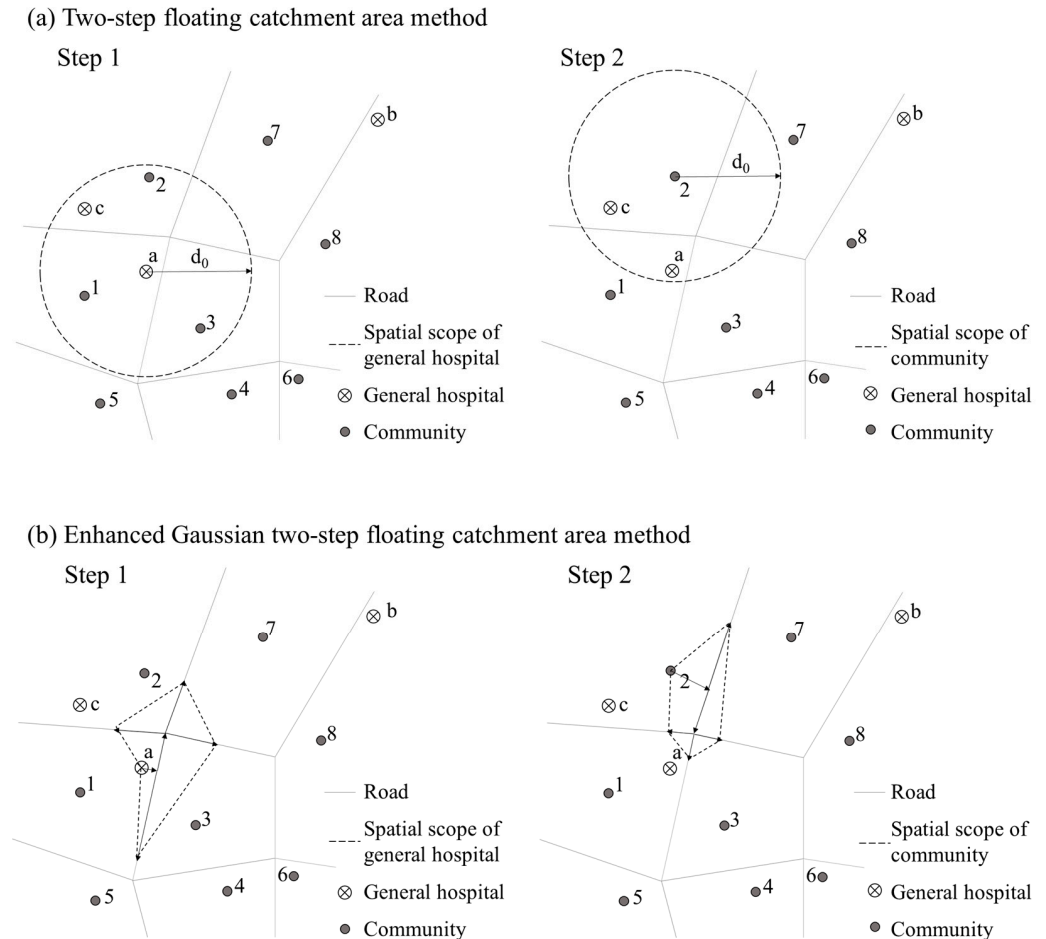 (a) Two-step floating catchment area method
Step 1
Step 2
b
7
2
c
8
a
d0
1
3
Road
Spatial scope of
general hospital
6
4
General hospital
5
Community
b
7
d0
2
c
8
a
1
3
Road
Spatial scope of
community
6
4
General hospital
5
Community
(b) Enhanced Gaussian two-step floating catchment area method
Step 1
Step 2
b
7
2
c
8
a
1
3
Road
Spatial scope of
general hospital
6
4
General hospital
5
Community
b
7
2
c
8
a
1
3
Road
Spatial scope of
community
6
4
General hospital
5
Community